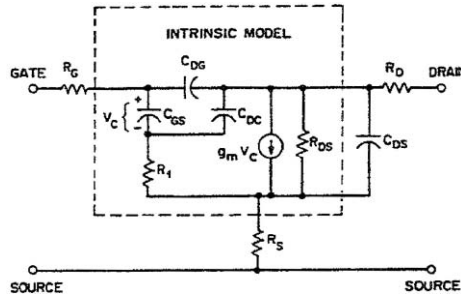 INTRINSIC MODEL
GATE R_G C_DG R_D DRAIN
+
V_C { C_GS C_DC
−
g_m V_C R_DS C_DS
R_1
R_S
SOURCE SOURCE